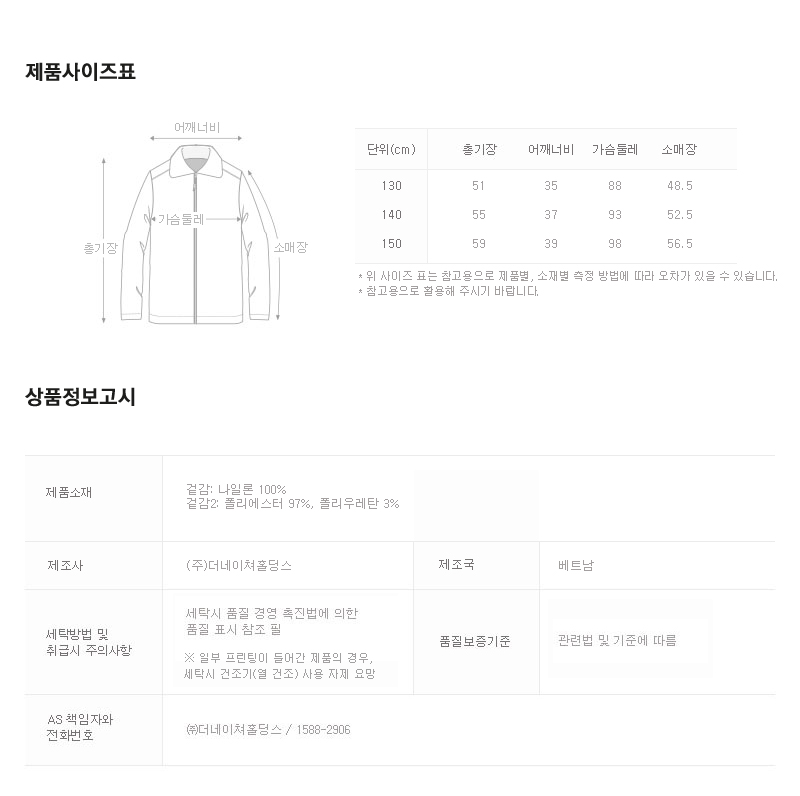 제품사이즈표
어깨너비
가슴둘레
총기장
소매장
단위(cm) 총기장 어깨너비 가슴둘레 소매장
130 51 35 88 48.5
140 55 37 93 52.5
150 59 39 98 56.5
* 위 사이즈 표는 참고용으로 제품별, 소재별 측정 방법에 따라 오차가 있을 수 있습니다.
* 참고용으로 활용해 주시기 바랍니다.
상품정보고시
제품소재
겉감: 나일론 100%
겉감2: 폴리에스터 97%, 폴리우레탄 3%
제조사
(주)더네이쳐홀딩스
제조국
베트남
세탁방법 및
취급시 주의사항
세탁시 품질 경영 촉진법에 의한
품질 표시 참조 필
※ 일부 프린팅이 들어간 제품의 경우,
세탁시 건조기(열 건조) 사용 자제 요망
품질보증기준
관련법 및 기준에 따름
AS 책임자와
전화번호
㈜더네이쳐홀딩스 / 1588-2906